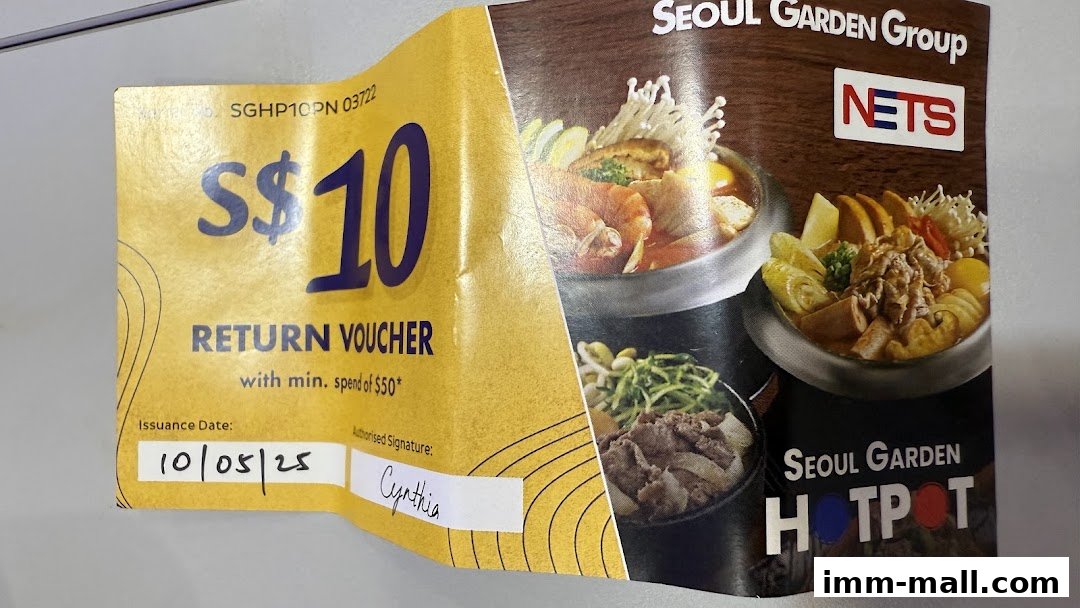 SGHP10PN 03722
S$10
RETURN VOUCHER
with min. spend of $50*
Issuance Date:
10/05/25
Authorised Signature:
Cynthia
SEOUL GARDEN Group
NETS
SEOUL GARDEN
HOTPOT
imm-mall.com